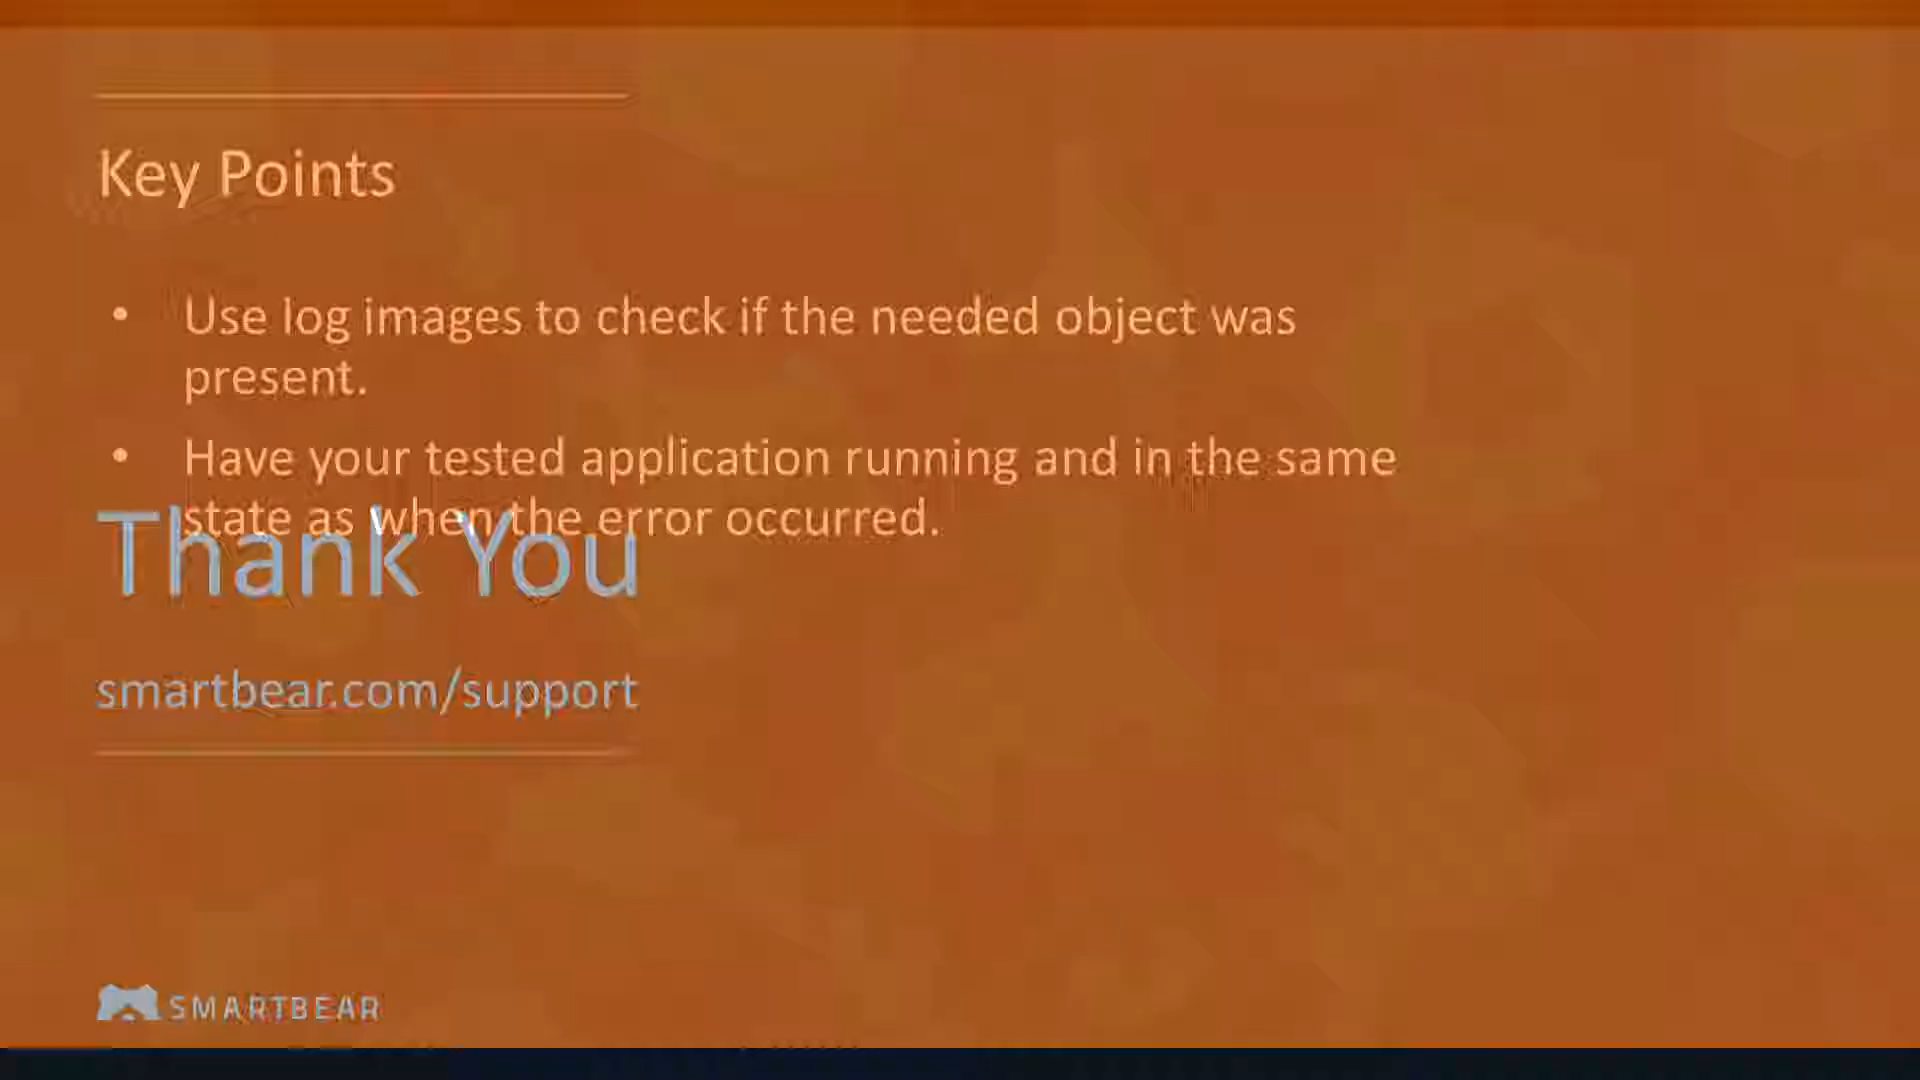 Key Points
• Use log images to check if the needed object was
present.
• Have your tested application running and in the same
state as when the error occurred.
Thank You
smartbear.com/support
SMARTBEAR